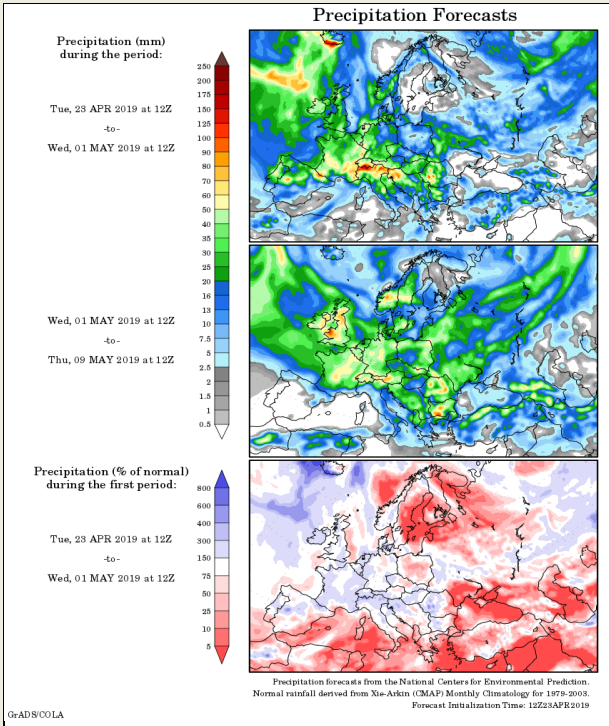 Precipitation Forecasts
Precipitation (mm)
during the period:
Tue, 23 APR 2019 at 12Z
-to-
Wed, 01 MAY 2019 at 12Z
250
200
175
150
125
100
90
80
70
60
50
40
35
30
25
20
16
13
10
7.5
5
2.5
2
1.5
1
0.5
Wed, 01 MAY 2019 at 12Z
-to-
Thu, 09 MAY 2019 at 12Z
Precipitation (% of normal)
during the first period:
Tue, 23 APR 2019 at 12Z
-to-
Wed, 01 MAY 2019 at 12Z
800
600
400
300
150
75
50
25
10
5
Precipitation forecasts from the National Centers for Environmental Prediction.
Normal rainfall derived from Xie-Arkin (CMAP) Monthly Climatology for 1979-2003.
Forecast Initialization Time: 12Z23APR2019
GrADS/COLA